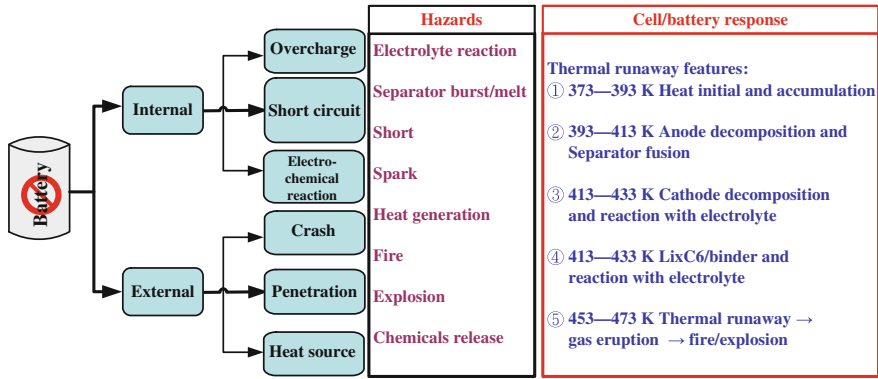 Battery
Internal
External
Overcharge
Short circuit
Electro-
chemical
reaction
Crash
Penetration
Heat source
Hazards
Electrolyte reaction
Separator burst/melt
Short
Spark
Heat generation
Fire
Explosion
Chemicals release
Cell/battery response
Thermal runaway features:
① 373—393 K Heat initial and accumulation
② 393—413 K Anode decomposition and
Separator fusion
③ 413—433 K Cathode decomposition
and reaction with electrolyte
④ 413—433 K LixC6/binder and
reaction with electrolyte
⑤ 453—473 K Thermal runaway →
gas eruption → fire/explosion